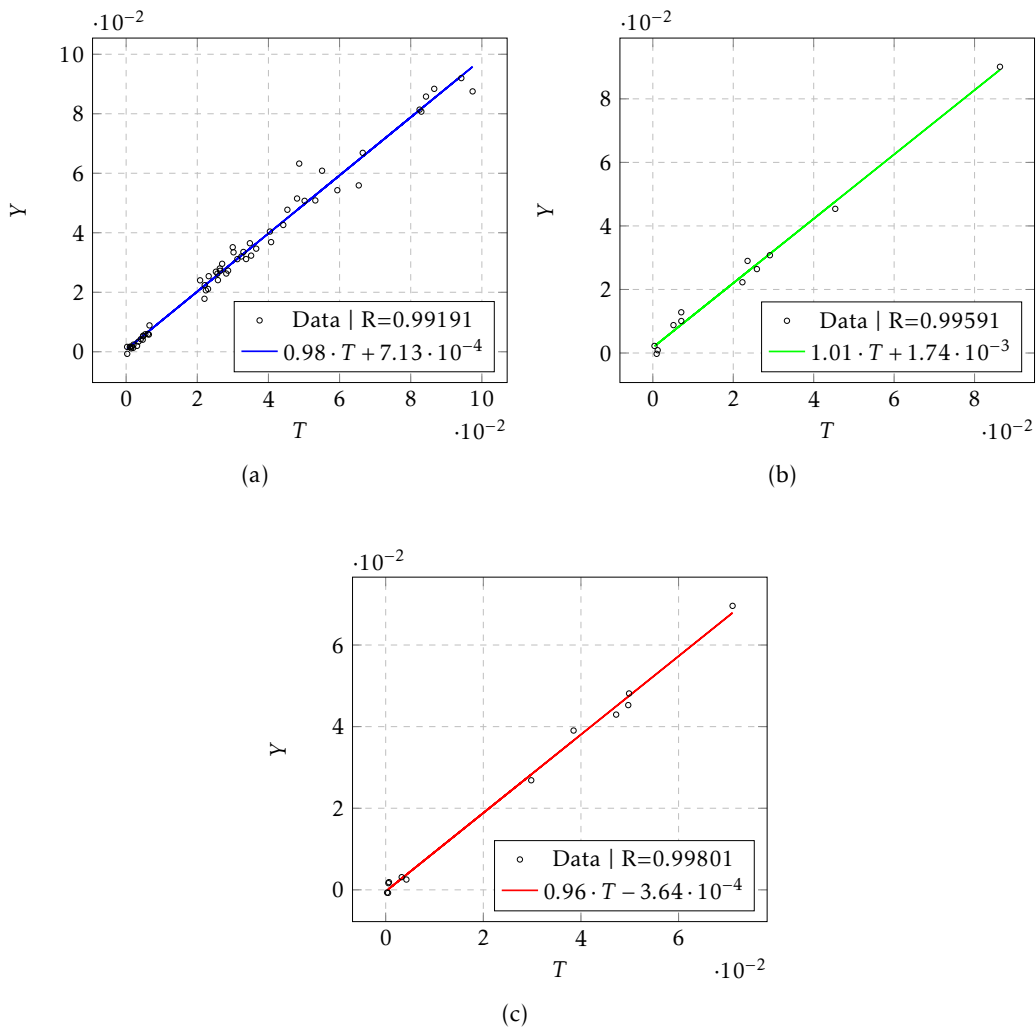 ·10⁻²
10
8
6
4
2
0
Y
Data | R=0.99191
0.98 · T + 7.13 · 10⁻⁴
0 2 4 6 8 10
T
·10⁻²
(a)
·10⁻²
8
6
4
2
0
Y
Data | R=0.99591
1.01 · T + 1.74 · 10⁻³
0 2 4 6 8
T
·10⁻²
(b)
·10⁻²
6
4
2
0
Y
Data | R=0.99801
0.96 · T − 3.64 · 10⁻⁴
0 2 4 6
T
·10⁻²
(c)